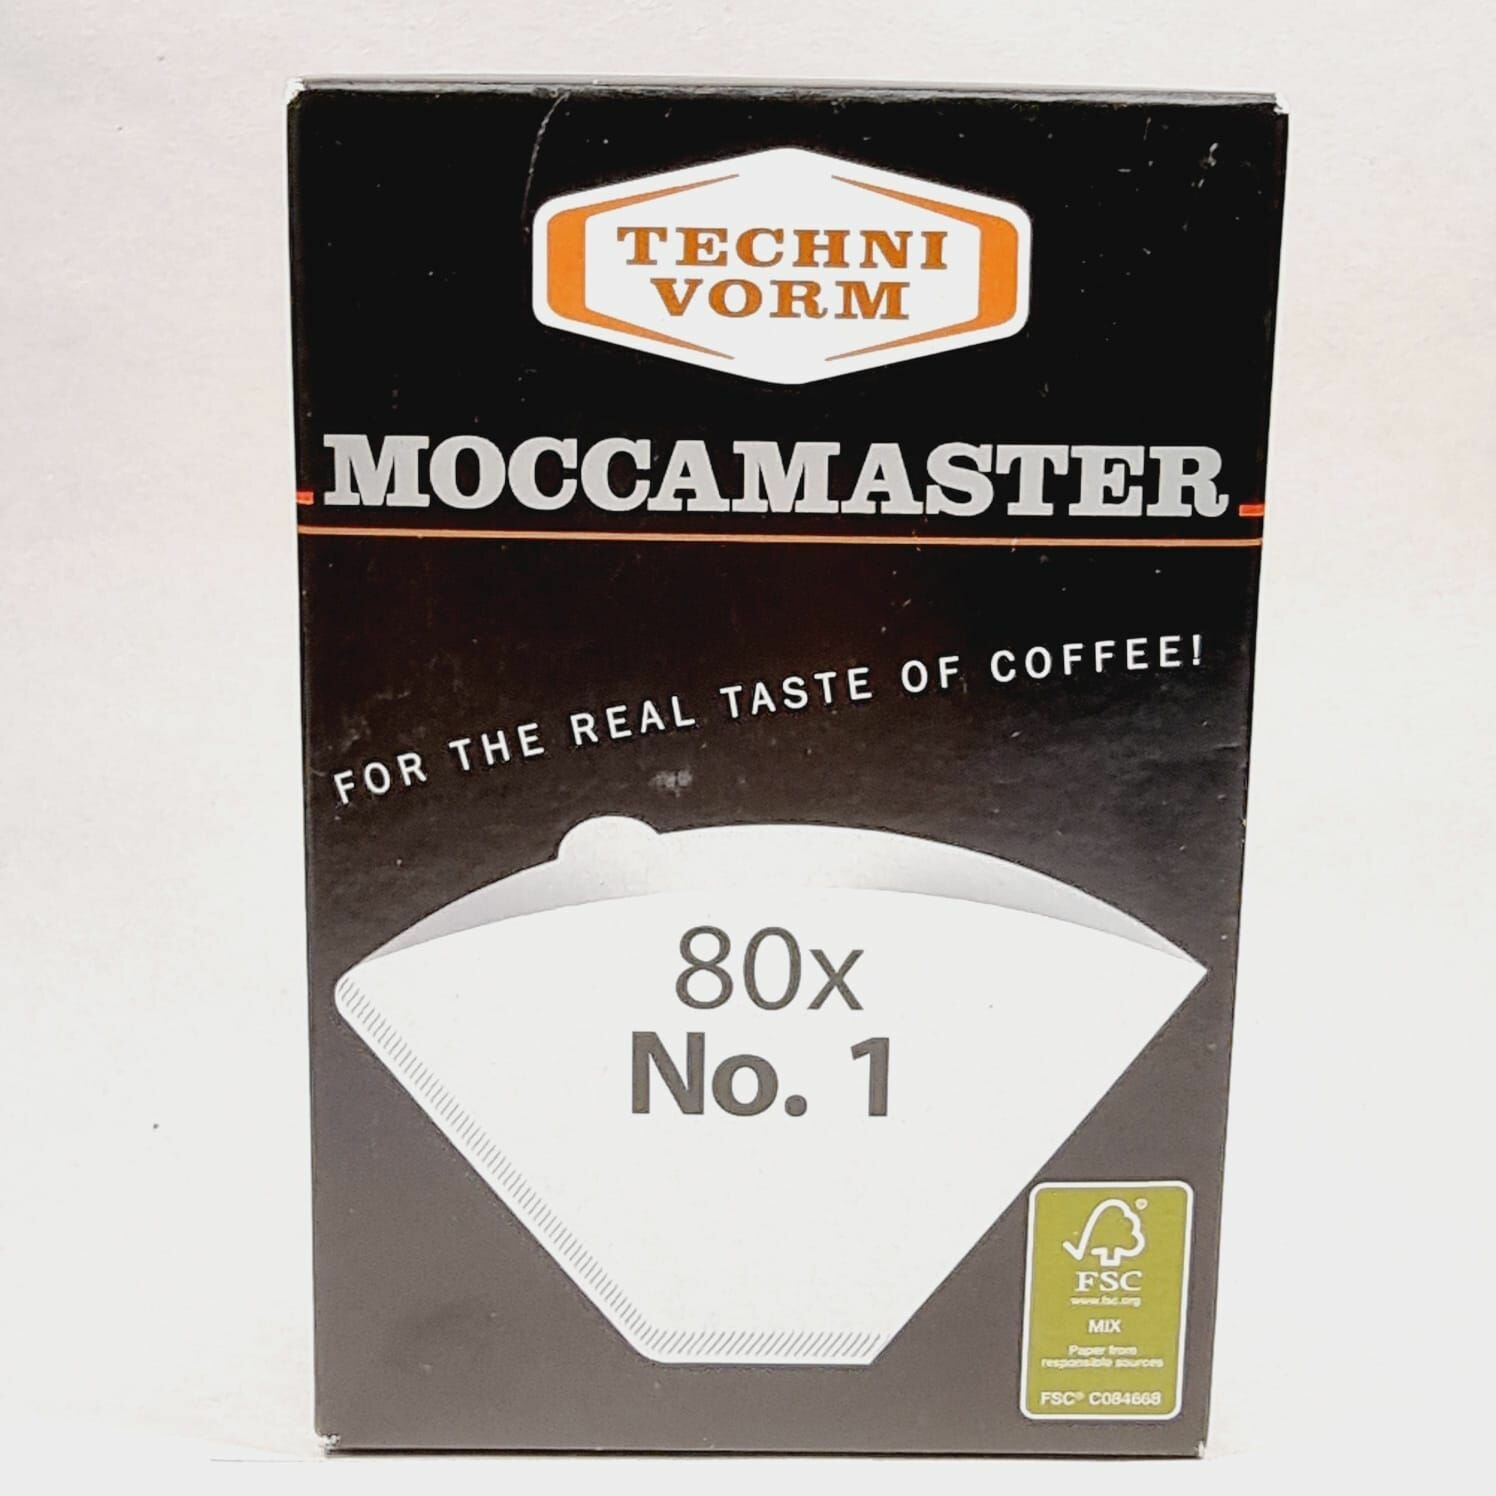 TECHNI
VORM
MOCCAMASTER
FOR THE REAL TASTE OF COFFEE!
80x
No. 1
FSC
www.fsc.org
MIX
Paper from
responsible sources
FSC® C084668